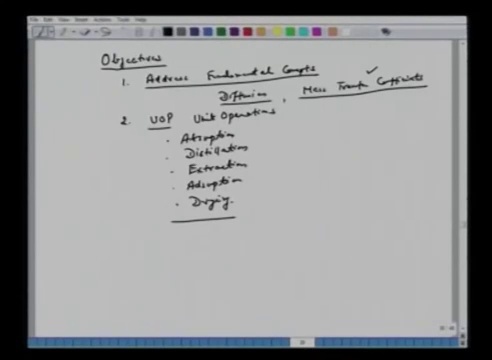 Objectives
1. Address Fundamental Concepts
Diffusion, Mass Transfer Coefficients
2. UOP Unit Operations
. Absorption
. Distillation
. Extraction
. Adsorption
. Drying.